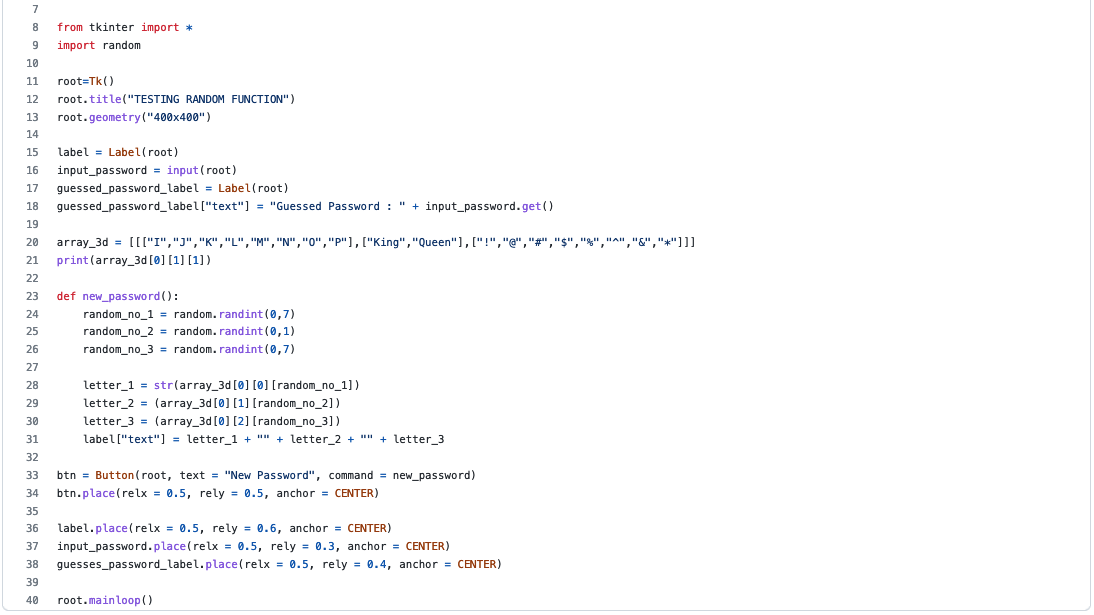 7
8 from tkinter import *
9 import random
10
11 root=Tk()
12 root.title("TESTING RANDOM FUNCTION")
13 root.geometry("400x400")
14
15 label = Label(root)
16 input_password = input(root)
17 guessed_password_label = Label(root)
18 guessed_password_label["text"] = "Guessed Password : " + input_password.get()
19
20 array_3d = [[["I","J","K","L","M","N","O","P"],["King","Queen"],["!","@","#","$","%","^","&","*"]]]
21 print(array_3d[0][1][1])
22
23 def new_password():
24     random_no_1 = random.randint(0,7)
25     random_no_2 = random.randint(0,1)
26     random_no_3 = random.randint(0,7)
27
28     letter_1 = str(array_3d[0][0][random_no_1])
29     letter_2 = (array_3d[0][1][random_no_2])
30     letter_3 = (array_3d[0][2][random_no_3])
31     label["text"] = letter_1 + "" + letter_2 + "" + letter_3
32
33 btn = Button(root, text = "New Password", command = new_password)
34 btn.place(relx = 0.5, rely = 0.5, anchor = CENTER)
35
36 label.place(relx = 0.5, rely = 0.6, anchor = CENTER)
37 input_password.place(relx = 0.5, rely = 0.3, anchor = CENTER)
38 guesses_password_label.place(relx = 0.5, rely = 0.4, anchor = CENTER)
39
40 root.mainloop()